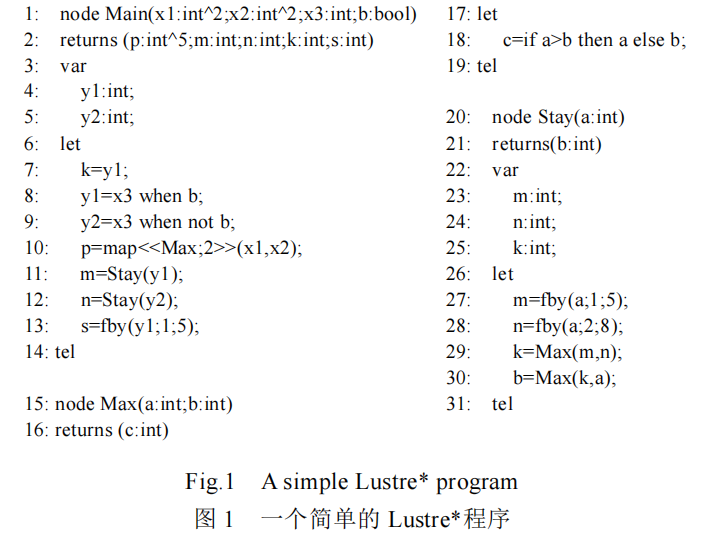 1: node Main(x1:int^2;x2:int^2;x3:int;b:bool)
2: returns (p:int^5;m:int;n:int;k:int;s:int)
3: var
4: y1:int;
5: y2:int;
6: let
7: k=y1;
8: y1=x3 when b;
9: y2=x3 when not b;
10: p=map<<Max;2>>(x1,x2);
11: m=Stay(y1);
12: n=Stay(y2);
13: s=fby(y1;1;5);
14: tel
15: node Max(a:int;b:int)
16: returns (c:int)
17: let
18: c=if a>b then a else b;
19: tel
20: node Stay(a:int)
21: returns(b:int)
22: var
23: m:int;
24: n:int;
25: k:int;
26: let
27: m=fby(a;1;5);
28: n=fby(a;2;8);
29: k=Max(m,n);
30: b=Max(k,a);
31: tel
Fig.1 A simple Lustre* program
图 1 一个简单的 Lustre*程序